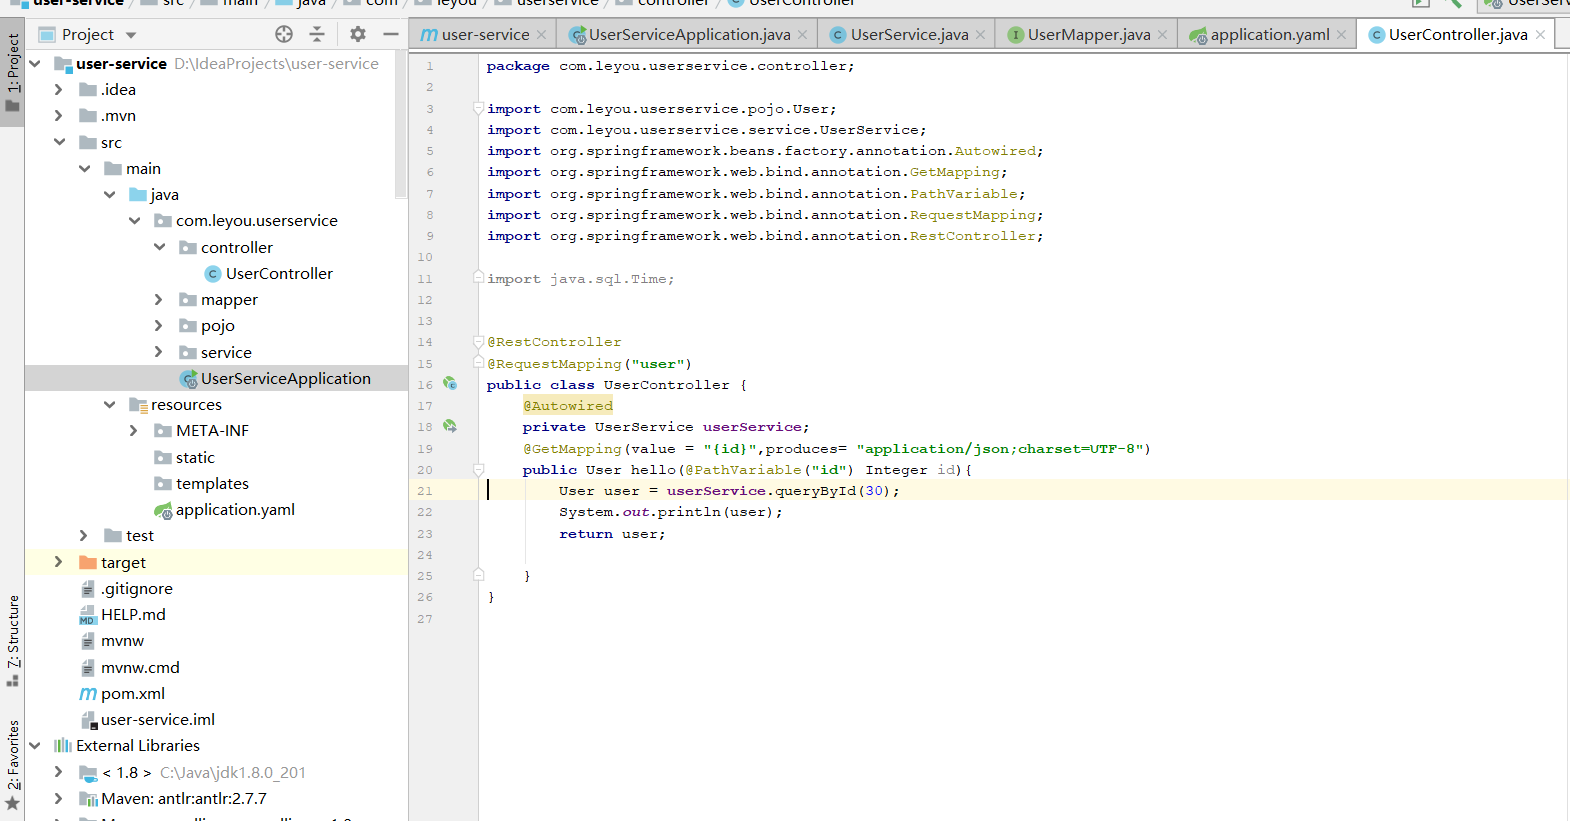 user-service / src / main / java / com / leyou / userservice / controller / UserController
UserServ
Project
user-service
UserServiceApplication.java
UserService.java
UserMapper.java
application.yaml
UserController.java
1: Project
7: Structure
2: Favorites
user-service D:\IdeaProjects\user-service
.idea
.mvn
src
main
java
com.leyou.userservice
controller
UserController
mapper
pojo
service
UserServiceApplication
resources
META-INF
static
templates
application.yaml
test
target
.gitignore
HELP.md
mvnw
mvnw.cmd
pom.xml
user-service.iml
External Libraries
< 1.8 > C:\Java\jdk1.8.0_201
Maven: antlr:antlr:2.7.7
1 package com.leyou.userservice.controller;
2
3 import com.leyou.userservice.pojo.User;
4 import com.leyou.userservice.service.UserService;
5 import org.springframework.beans.factory.annotation.Autowired;
6 import org.springframework.web.bind.annotation.GetMapping;
7 import org.springframework.web.bind.annotation.PathVariable;
8 import org.springframework.web.bind.annotation.RequestMapping;
9 import org.springframework.web.bind.annotation.RestController;
10
11 import java.sql.Time;
12
13
14 @RestController
15 @RequestMapping("user")
16 public class UserController {
17 @Autowired
18 private UserService userService;
19 @GetMapping(value = "{id}",produces= "application/json;charset=UTF-8")
20 public User hello(@PathVariable("id") Integer id){
21 User user = userService.queryById(30);
22 System.out.println(user);
23 return user;
24
25 }
26 }
27